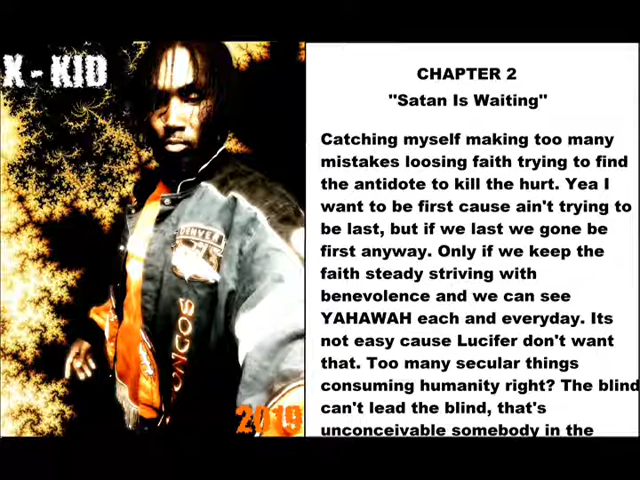 X - KID
DENVER
2019
CHAPTER 2
"Satan Is Waiting"
Catching myself making too many
mistakes loosing faith trying to find
the antidote to kill the hurt. Yea I
want to be first cause ain't trying to
be last, but if we last we gone be
first anyway. Only if we keep the
faith steady striving with
benevolence and we can see
YAHAWAH each and everyday. Its
not easy cause Lucifer don't want
that. Too many secular things
consuming humanity right? The blind
can't lead the blind, that's
unconceivable somebody in the